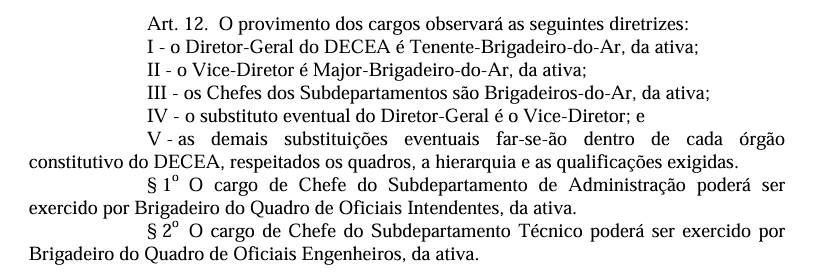 Art. 12. O provimento dos cargos observará as seguintes diretrizes:
I - o Diretor-Geral do DECEA é Tenente-Brigadeiro-do-Ar, da ativa;
II - o Vice-Diretor é Major-Brigadeiro-do-Ar, da ativa;
III - os Chefes dos Subdepartamentos são Brigadeiros-do-Ar, da ativa;
IV - o substituto eventual do Diretor-Geral é o Vice-Diretor; e
V - as demais substituições eventuais far-se-ão dentro de cada órgão
constitutivo do DECEA, respeitados os quadros, a hierarquia e as qualificações exigidas.
§ 1º O cargo de Chefe do Subdepartamento de Administração poderá ser
exercido por Brigadeiro do Quadro de Oficiais Intendentes, da ativa.
§ 2º O cargo de Chefe do Subdepartamento Técnico poderá ser exercido por
Brigadeiro do Quadro de Oficiais Engenheiros, da ativa.